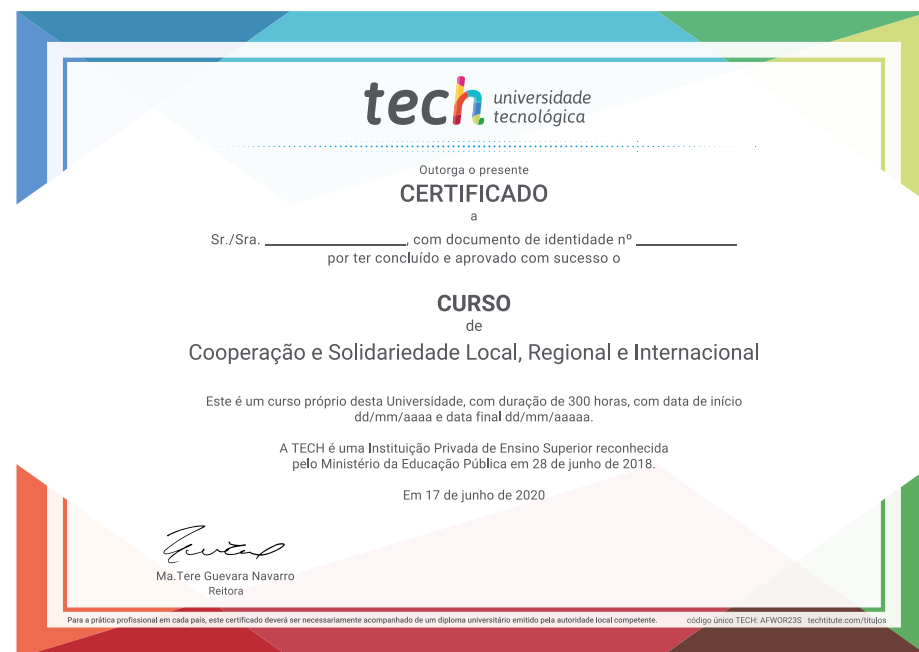 tech universidade
tecnológica
Outorga o presente
CERTIFICADO
a
Sr./Sra. ____________, com documento de identidade nº ____________
por ter concluído e aprovado com sucesso o
CURSO
de
Cooperação e Solidariedade Local, Regional e Internacional
Este é um curso próprio desta Universidade, com duração de 300 horas, com data de início
dd/mm/aaaa e data final dd/mm/aaaaa.
A TECH é uma Instituição Privada de Ensino Superior reconhecida
pelo Ministério da Educação Pública em 28 de junho de 2018.
Em 17 de junho de 2020
Ma.Tere Guevara Navarro
Reitora
Para a prática profissional em cada país, este certificado deverá ser necessariamente acompanhado de um diploma universitário emitido pela autoridade local competente. código único TECH: AFWOR23S techtitute.com/titulos